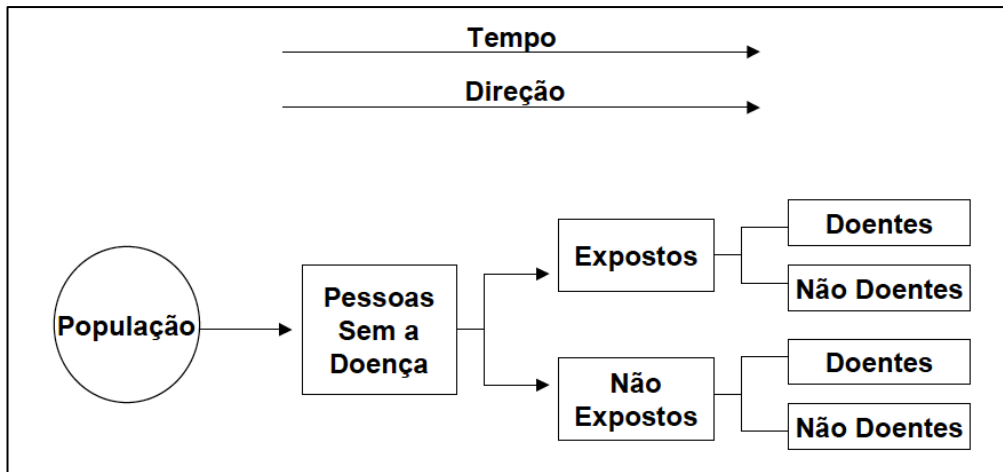 Tempo
Direção
População
Pessoas
Sem a
Doença
Expostos
Não
Expostos
Doentes
Não Doentes
Doentes
Não Doentes